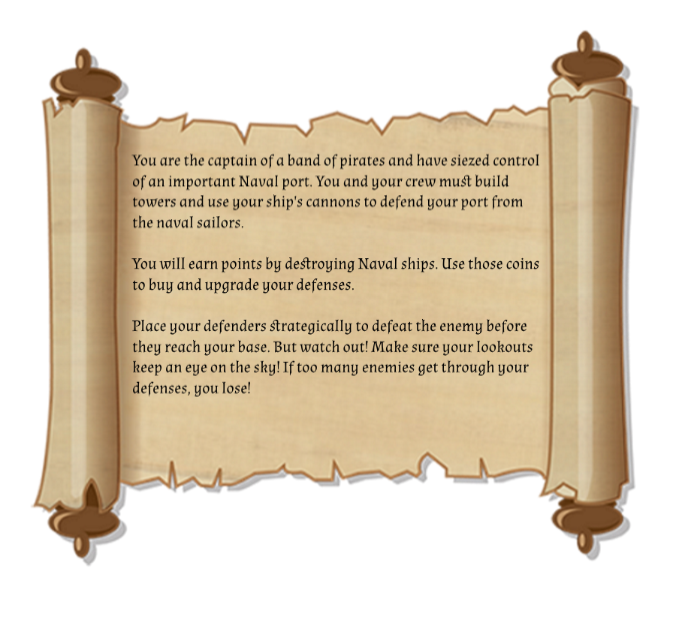 You are the captain of a band of pirates and have siezed control
of an important Naval port. You and your crew must build
towers and use your ship's cannons to defend your port from
the naval sailors.
You will earn points by destroying Naval ships. Use those coins
to buy and upgrade your defenses.
Place your defenders strategically to defeat the enemy before
they reach your base. But watch out! Make sure your lookouts
keep an eye on the sky! If too many enemies get through your
defenses, you lose!